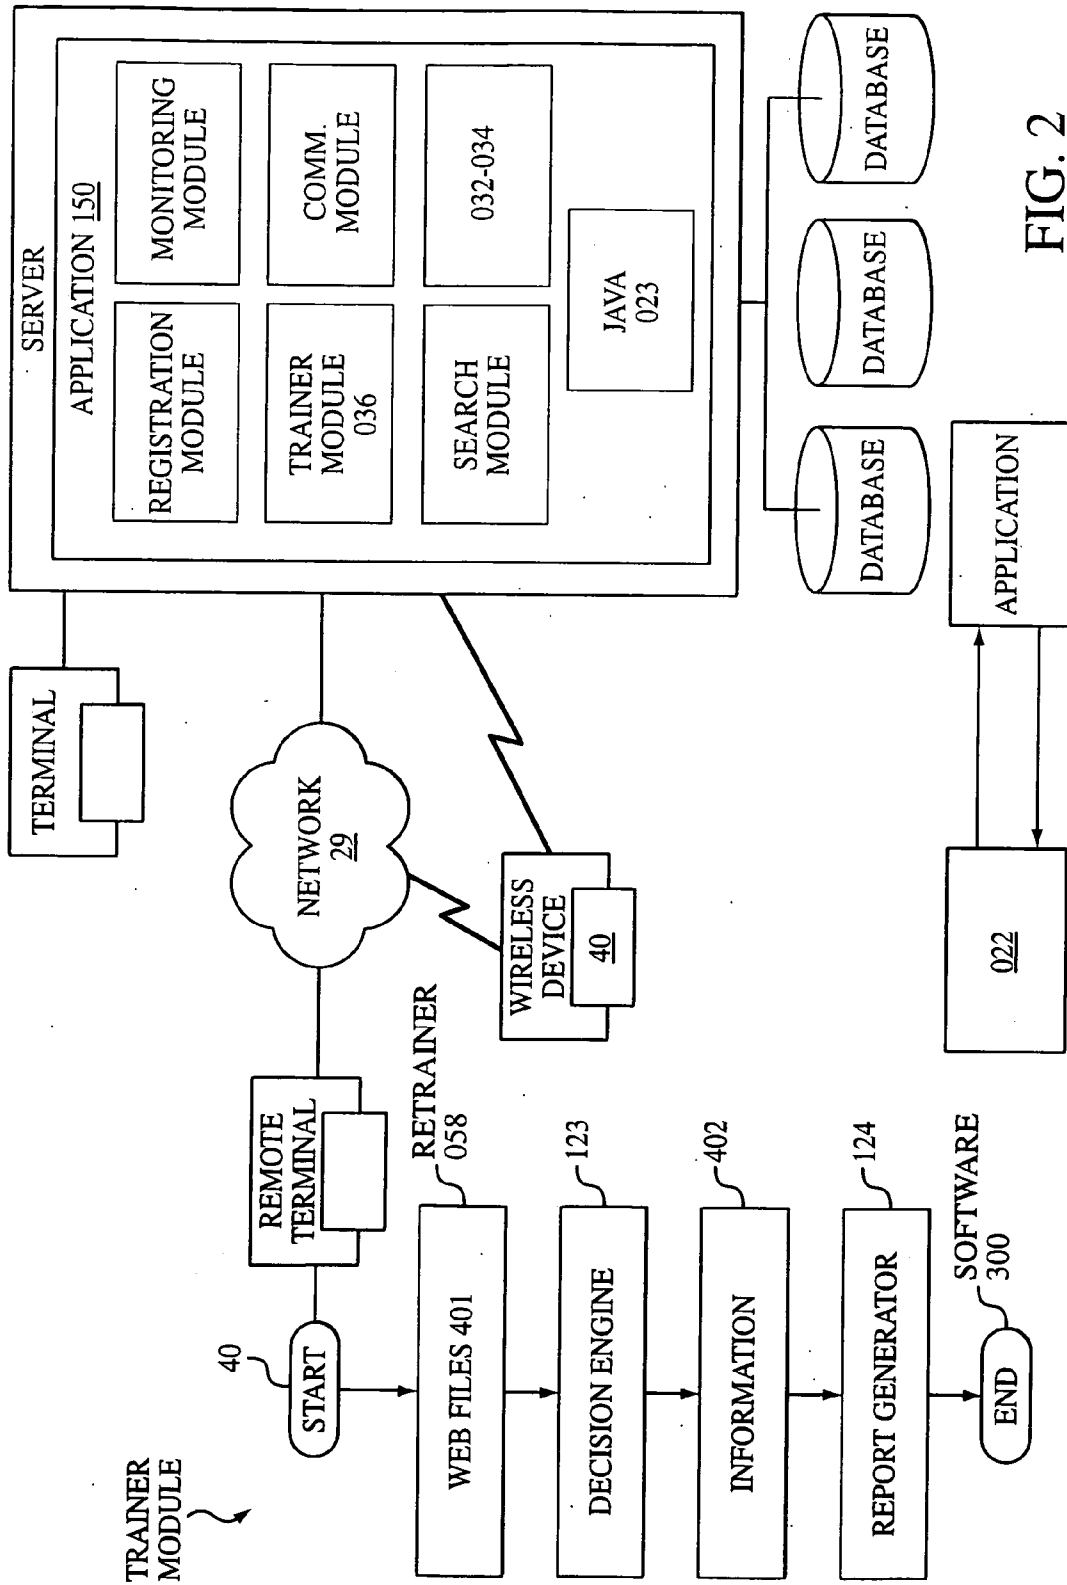 TRAINER
MODULE
40
START
REMOTE
TERMINAL
NETWORK
29
TERMINAL
SERVER
APPLICATION 150
REGISTRATION
MODULE
MONITORING
MODULE
TRAINER
MODULE
036
COMM.
MODULE
SEARCH
MODULE
032-034
JAVA
023
WEB FILES 401
RETRAINER
058
WIRELESS
DEVICE
40
DECISION ENGINE
123
INFORMATION
402
REPORT GENERATOR
124
END
SOFTWARE
300
DATABASE
DATABASE
DATABASE
022
APPLICATION
FIG. 2